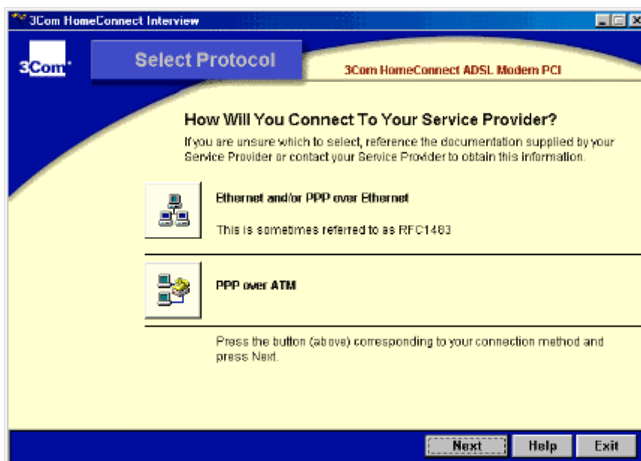 3Com HomeConnect Interview
3Com
Select Protocol
3Com HomeConnect ADSL Modem PCI
How Will You Connect To Your Service Provider?
If you are unsure which to select, reference the documentation supplied by your
Service Provider or contact your Service Provider to obtain this information.
Ethernet and/or PPP over Ethernet
This is sometimes referred to as RFC1483
PPP over ATM
Press the button (above) corresponding to your connection method and
press Next.
Next Help Exit